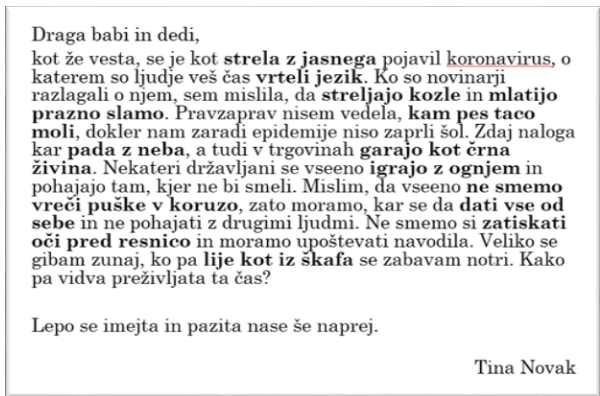 Draga babi in dedi,
kot že vesta, se je kot strela z jasnega pojavil koronavirus, o
katerem so ljudje veš čas vrteli jezik. Ko so novinarji
razlagali o njem, sem mislila, da streljajo kozle in mlatijo
prazno slamo. Pravzaprav nisem vedela, kam pes taco
moli, dokler nam zaradi epidemije niso zaprli šol. Zdaj naloga
kar pada z neba, a tudi v trgovinah garajo kot črna
živina. Nekateri državljani se vseeno igrajo z ognjem in
pohajajo tam, kjer ne bi smeli. Mislim, da vseeno ne smemo
vreči puške v koruzo, zato moramo, kar se da dati vse od
sebe in ne pohajati z drugimi ljudmi. Ne smemo si zatiskati
oči pred resnico in moramo upoštevati navodila. Veliko se
gibam zunaj, ko pa lije kot iz škafa se zabavam notri. Kako
pa vidva preživljata ta čas?
Lepo se imejta in pazita nase še naprej.
Tina Novak